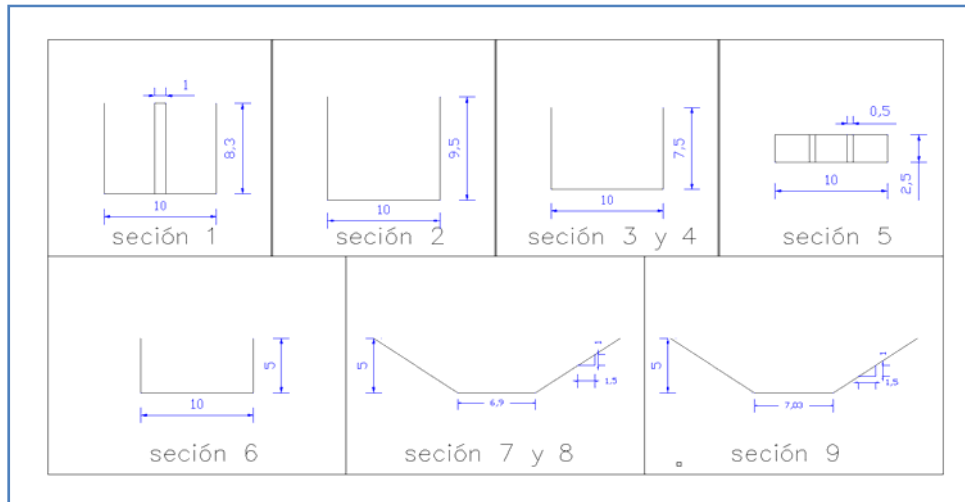 1
8,3
10
seción 1
9,5
10
seción 2
7,5
10
seción 3 y 4
0,5
10
2,5
seción 5
5
10
seción 6
5
6,9
1
1,5
seción 7 y 8
5
7,03
1
1,5
seción 9